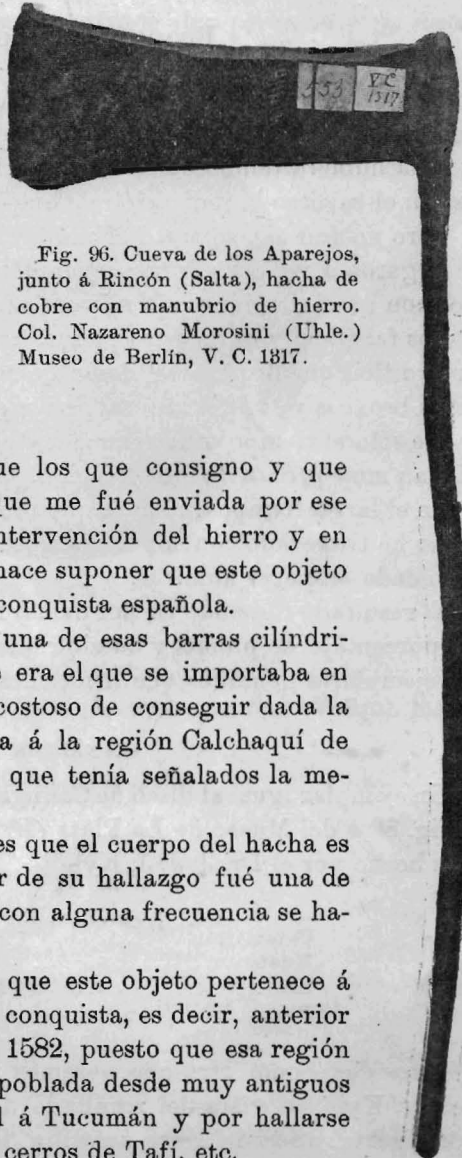 553
V C
1317
Fig. 96. Cueva de los Aparejos,
junto á Rincón (Salta), hacha de
cobre con manubrio de hierro.
Col. Nazareno Morosini (Uhle.)
Museo de Berlín, V. C. 1317.
ue los que consigno y que
ue me fué enviada por ese
ntervención del hierro y en
nace suponer que este objeto
conquista española.
una de esas barras cilíndri-
era el que se importaba en
costoso de conseguir dada la
a á la región Calchaquí de
que tenía señalados la me-
es que el cuerpo del hacha es
r de su hallazgo fué una de
con alguna frecuencia se ha-
que este objeto pertenece á
conquista, es decir, anterior
1582, puesto que esa región
poblada desde muy antiguos
l á Tucumán y por hallarse
cerros de Tafí, etc.